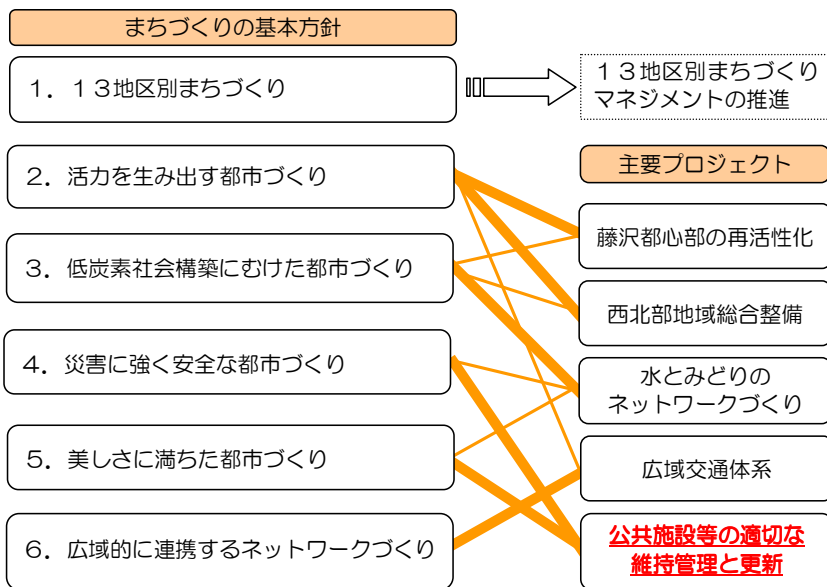 まちづくりの基本方針
1．１３地区別まちづくり
１３地区別まちづくり
マネジメントの推進
2．活力を生み出す都市づくり
3．低炭素社会構築にむけた都市づくり
4．災害に強く安全な都市づくり
5．美しさに満ちた都市づくり
6．広域的に連携するネットワークづくり
主要プロジェクト
藤沢都心部の再活性化
西北部地域総合整備
水とみどりの
ネットワークづくり
広域交通体系
公共施設等の適切な
維持管理と更新